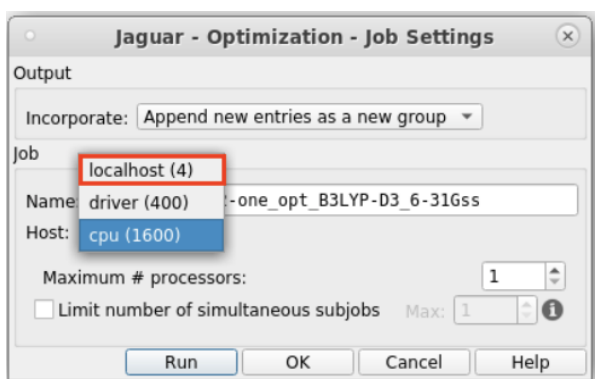 Jaguar - Optimization - Job Settings
Output
Incorporate: Append new entries as a new group
Job
localhost (4)
Name -one_opt_B3LYP-D3_6-31Gss
driver (400)
Host: cpu (1600)
Maximum # processors: 1
Limit number of simultaneous subjobs Max: 1
Run OK Cancel Help